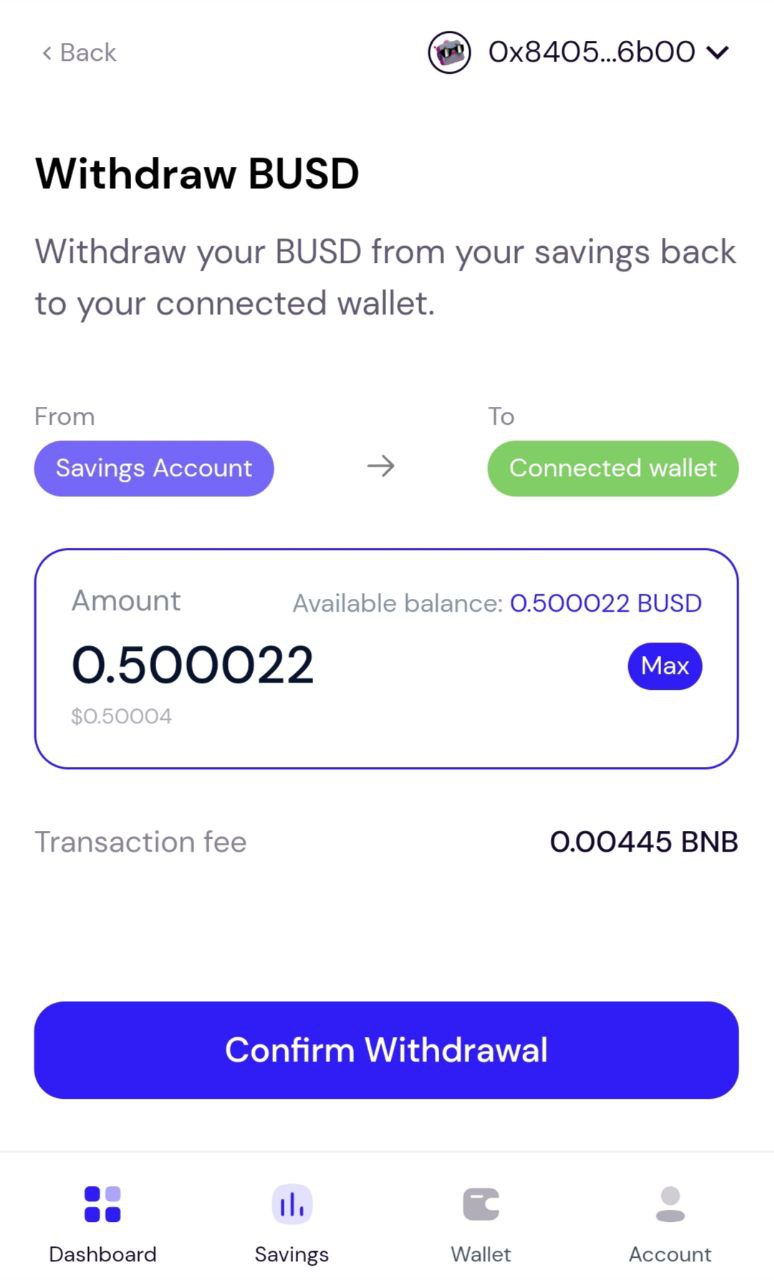 Back
0x8405...6b00
Withdraw BUSD
Withdraw your BUSD from your savings back
to your connected wallet.
From
To
Savings Account
Connected wallet
Amount
Available balance: 0.500022 BUSD
0.500022
Max
$0.50004
Transaction fee
0.00445 BNB
Confirm Withdrawal
Dashboard
Savings
Wallet
Account